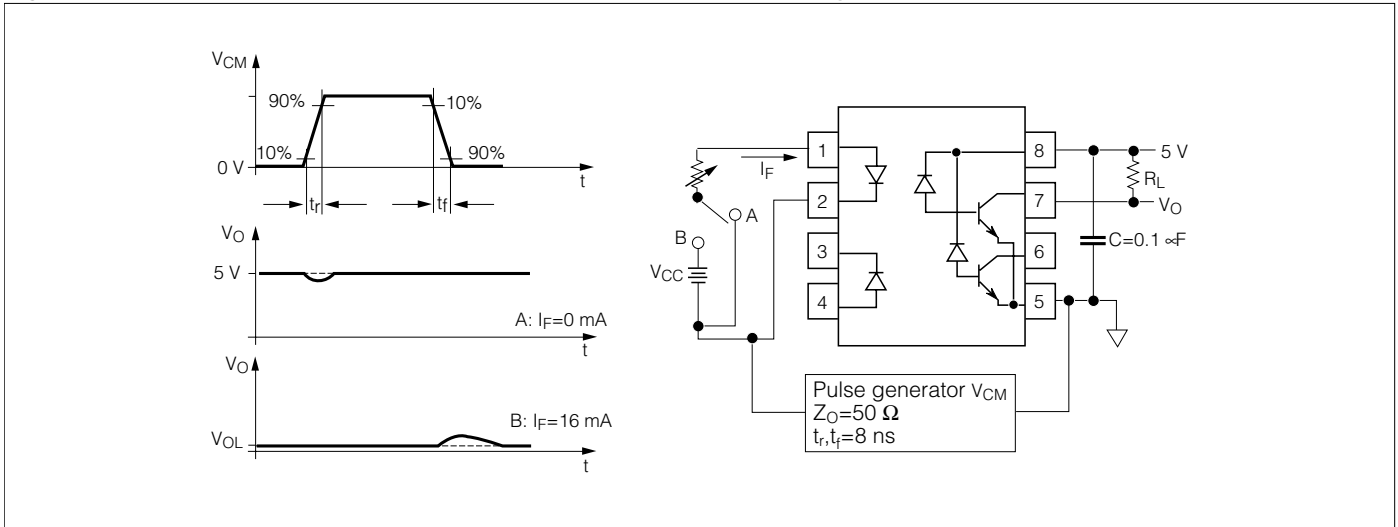 VCM
90%
10%
10%
90%
0 V
t
tr
tf
VO
5 V
A: IF=0 mA
t
VO
B: IF=16 mA
VOL
t
1
IF
2
A
B
3
VCC
4
8
5 V
RL
7
VO
6
C=0.1 ∝F
5
Pulse generator VCM
ZO=50 Ω
tr,tf=8 ns